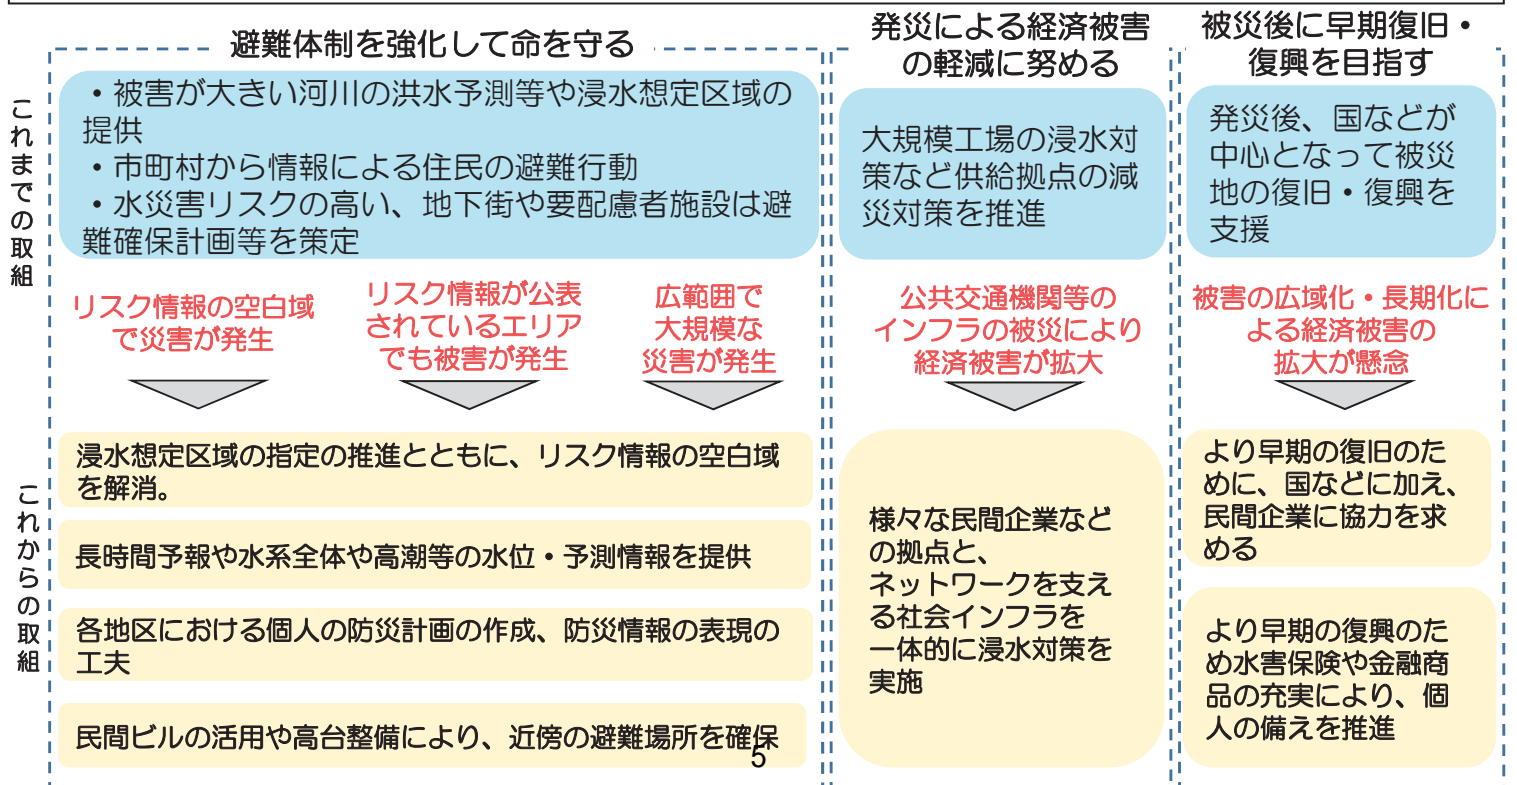 避難体制を強化して命を守る
これまでの取組
・被害が大きい河川の洪水予測等や浸水想定区域の
提供
・市町村から情報による住民の避難行動
・水災害リスクの高い、地下街や要配慮者施設は避
難確保計画等を策定
リスク情報の空白域
で災害が発生
リスク情報が公表
されているエリア
でも被害が発生
広範囲で
大規模な
災害が発生
これからの取組
浸水想定区域の指定の推進とともに、リスク情報の空白域
を解消。
長時間予報や水系全体や高潮等の水位・予測情報を提供
各地区における個人の防災計画の作成、防災情報の表現の
工夫
民間ビルの活用や高台整備により、近傍の避難場所を確保
発災による経済被害
の軽減に努める
大規模工場の浸水対
策など供給拠点の減
災対策を推進
公共交通機関等の
インフラの被災により
経済被害が拡大
様々な民間企業など
の拠点と、
ネットワークを支え
る社会インフラを
一体的に浸水対策を
実施
被災後に早期復旧・
復興を目指す
発災後、国などが
中心となって被災
地の復旧・復興を
支援
被害の広域化・長期化に
よる経済被害の
拡大が懸念
より早期の復旧のた
めに、国などに加え、
民間企業に協力を求
める
より早期の復興のた
め水害保険や金融商
品の充実により、個
人の備えを推進
5